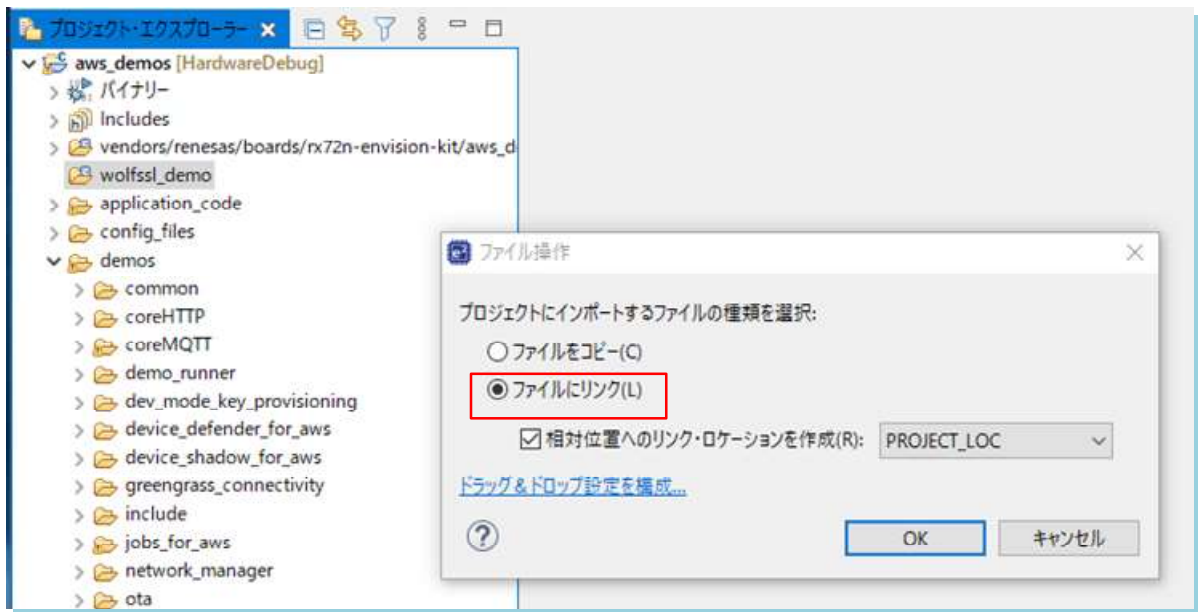 プロジェクト・エクスプローラー
aws_demos [HardwareDebug]
バイナリー
Includes
vendors/renesas/boards/rx72n-envision-kit/aws_d
wolfssl_demo
application_code
config_files
demos
common
coreHTTP
coreMQTT
demo_runner
dev_mode_key_provisioning
device_defender_for_aws
device_shadow_for_aws
greengrass_connectivity
include
jobs_for_aws
network_manager
ota
ファイル操作
プロジェクトにインポートするファイルの種類を選択:
ファイルをコピー(C)
ファイルにリンク(L)
相対位置へのリンク・ロケーションを作成(R): PROJECT_LOC
ドラッグ&ドロップ設定を構成...
OK キャンセル